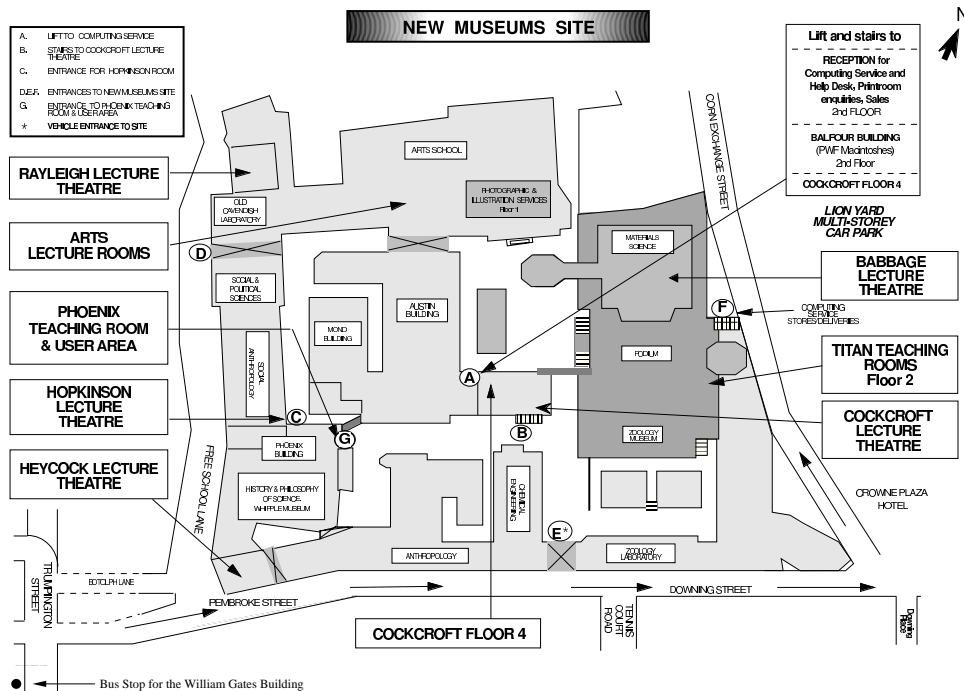 NEW MUSEUMS SITE
N
A. LIFT TO COMPUTING SERVICE
B. STAIRS TO COCKCROFT LECTURE
THEATRE
C. ENTRANCE FOR HOPKINSON ROOM
D.E.F. ENTRANCES TO NEW MUSEUMS SITE
G. ENTRANCE TO PHOENIX TEACHING
ROOM & USER AREA
* VEHICLE ENTRANCE TO SITE
Lift and stairs to
RECEPTION for
Computing Service and
Help Desk, Printroom
enquiries, Sales
2nd FLOOR
BALFOUR BUILDING
(PWF Macintoshes)
2nd Floor
COCKCROFT FLOOR 4
RAYLEIGH LECTURE
THEATRE
ARTS
LECTURE ROOMS
PHOENIX
TEACHING ROOM
& USER AREA
HOPKINSON
LECTURE
THEATRE
HEYCOCK LECTURE
THEATRE
ARTS SCHOOL
PHOTOGRAPHIC &
ILLUSTRATION SERVICES
Floor 1
OLD
CAVENDISH
LABORATORY
D
SOCIAL &
POLITICAL
SCIENCES
MOND
BUILDING
AUSTIN
BUILDING
SOCIAL
ANTHROPOLOGY
A
C
G
B
PHOENIX
BUILDING
HISTORY & PHILOSOPHY
OF SCIENCE.
WHIPPLE MUSEUM
CHEMICAL
ENGINEERING
ANTHROPOLOGY
E*
ZOOLOGY
LABORATORY
MATERIALS
SCIENCE
PODIUM
ZOOLOGY
MUSEUM
F
COMPUTING
SERVICE
STORES/DELIVERIES
CORN EXCHANGE STREET
LION YARD
MULTI-STOREY
CAR PARK
BABBAGE
LECTURE
THEATRE
TITAN TEACHING
ROOMS
Floor 2
COCKCROFT
LECTURE
THEATRE
CROWNE PLAZA
HOTEL
FREE SCHOOL LANE
TRUMPINGTON
STREET
BOTOLPH LANE
PEMBROKE STREET
DOWNING STREET
COCKCROFT FLOOR 4
TENNIS
COURT
ROAD
Downing
Place
Bus Stop for the William Gates Building